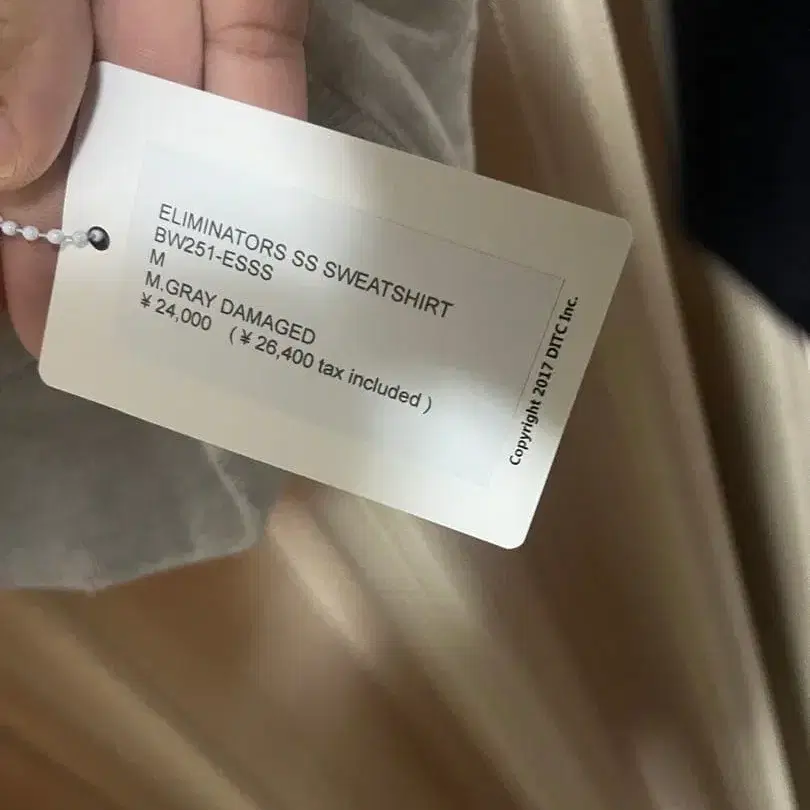 ELIMINATORS SS SWEATSHIRT
BW251-ESSS
M
M.GRAY DAMAGED
¥ 24,000 (¥ 26,400 tax included )
Copyright 2017 DITC Inc.